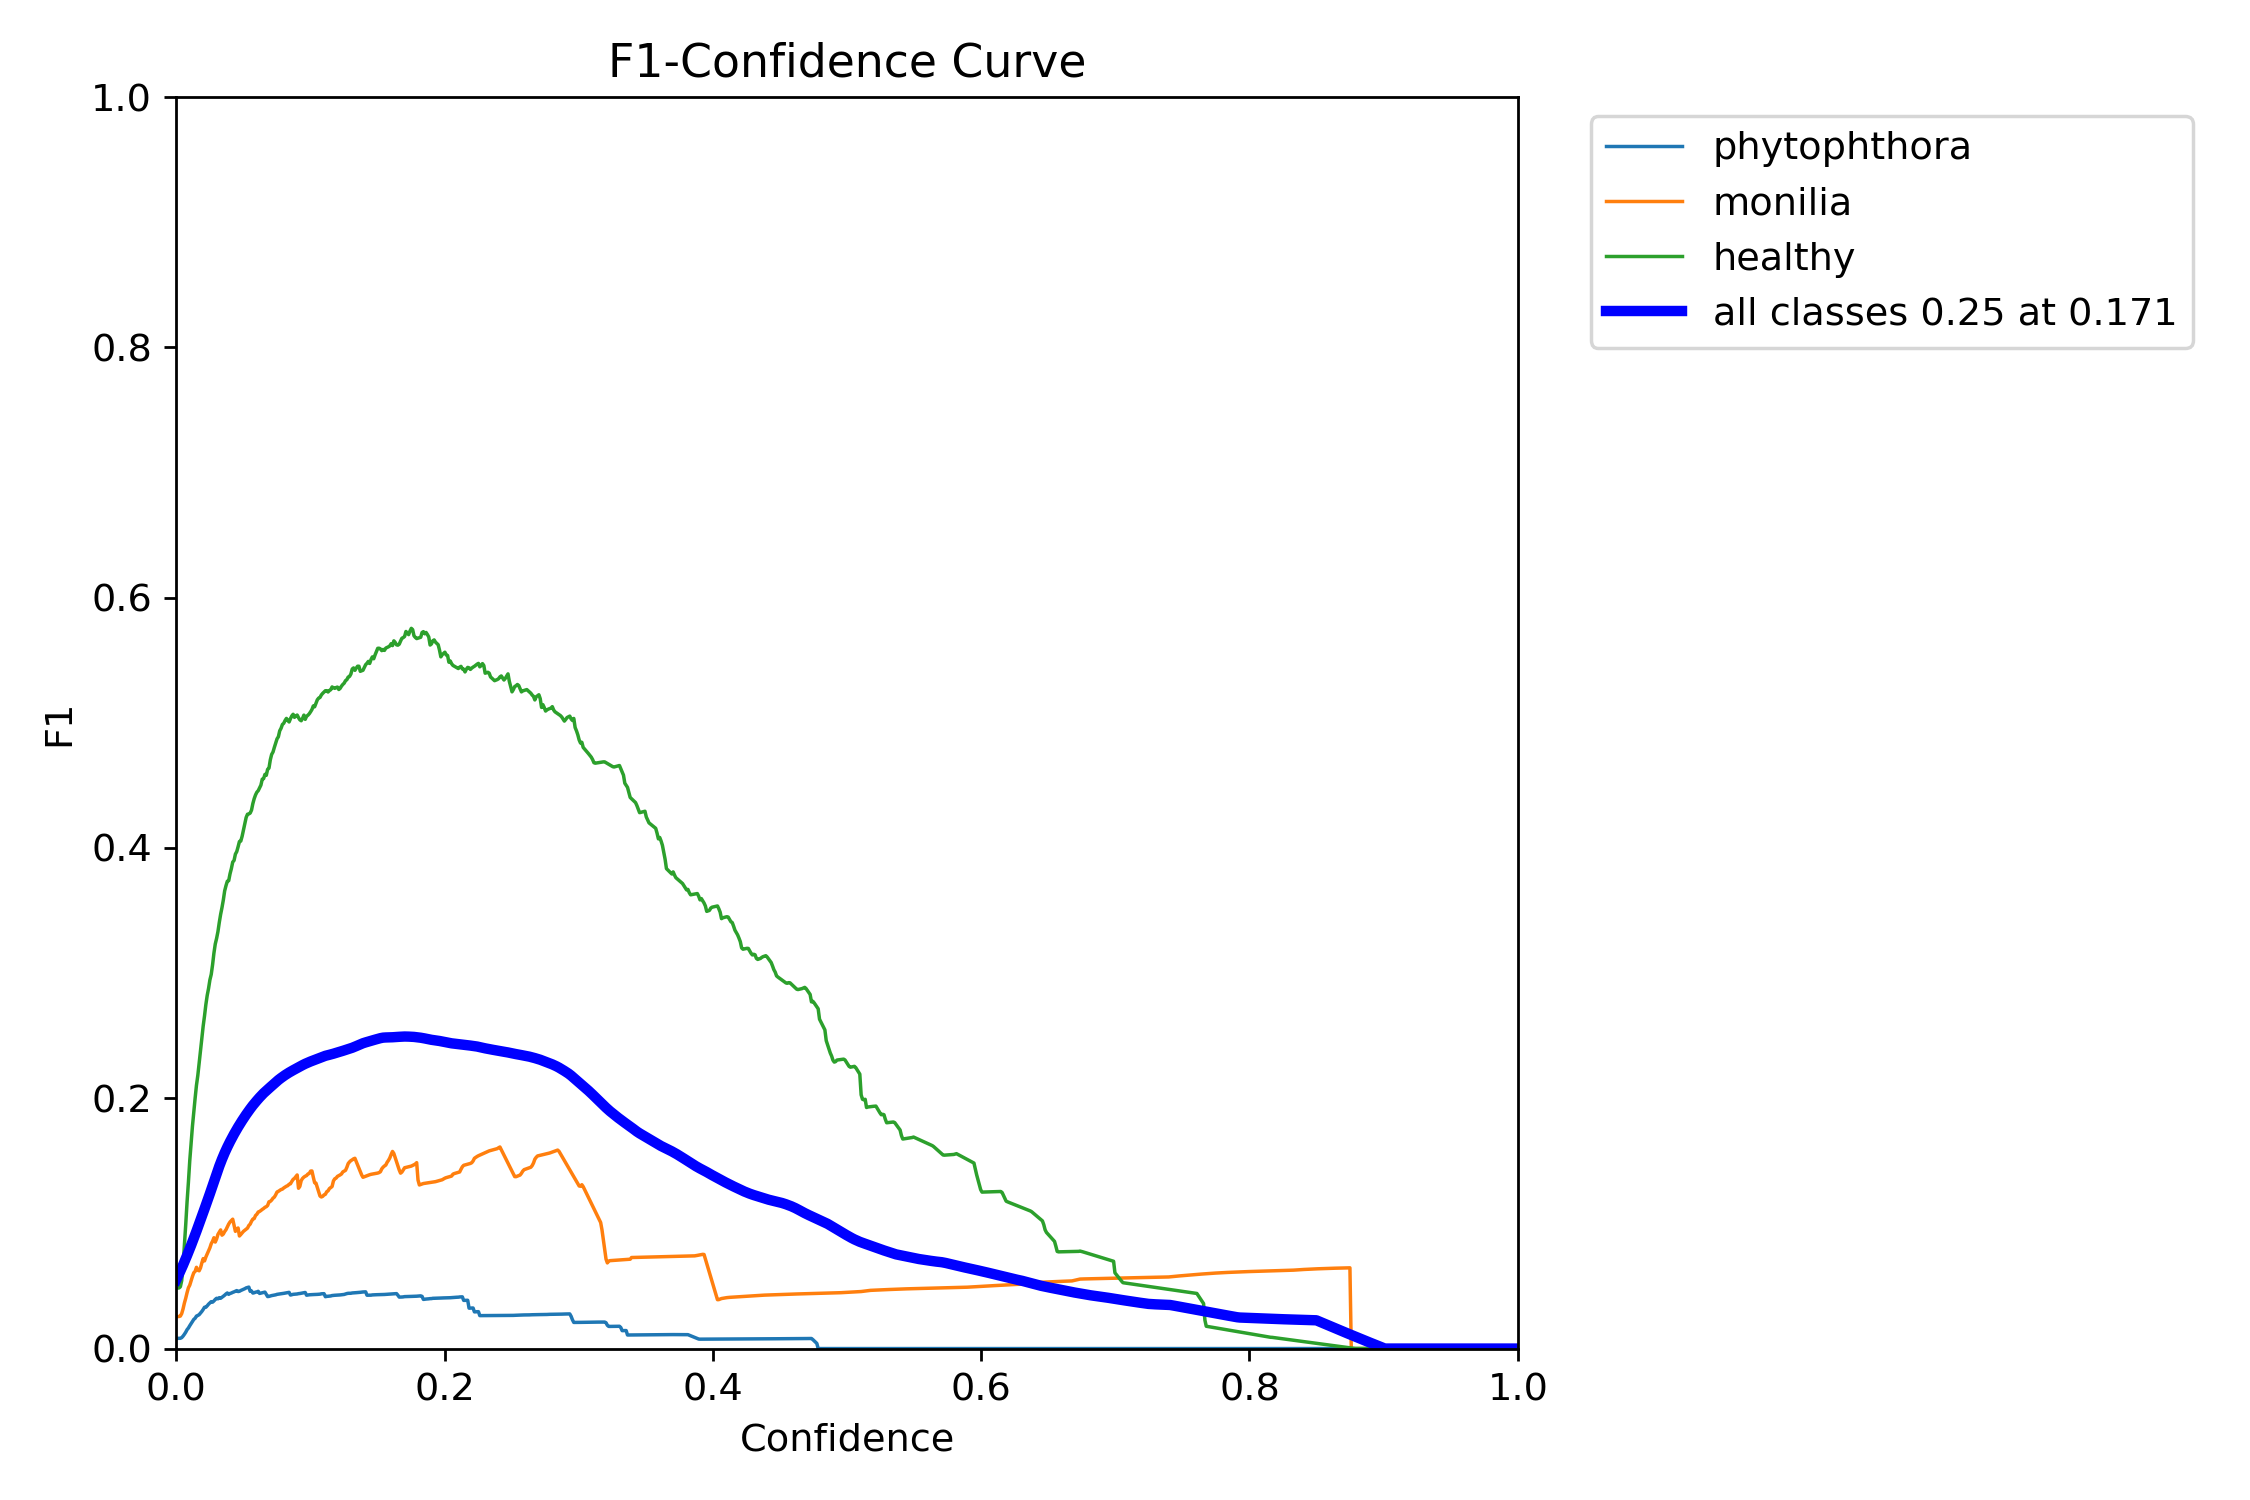 F1-Confidence Curve
1.0
0.8
0.6
0.4
0.2
0.0
F1
0.0 0.2 0.4 0.6 0.8 1.0
Confidence
phytophthora
monilia
healthy
all classes 0.25 at 0.171